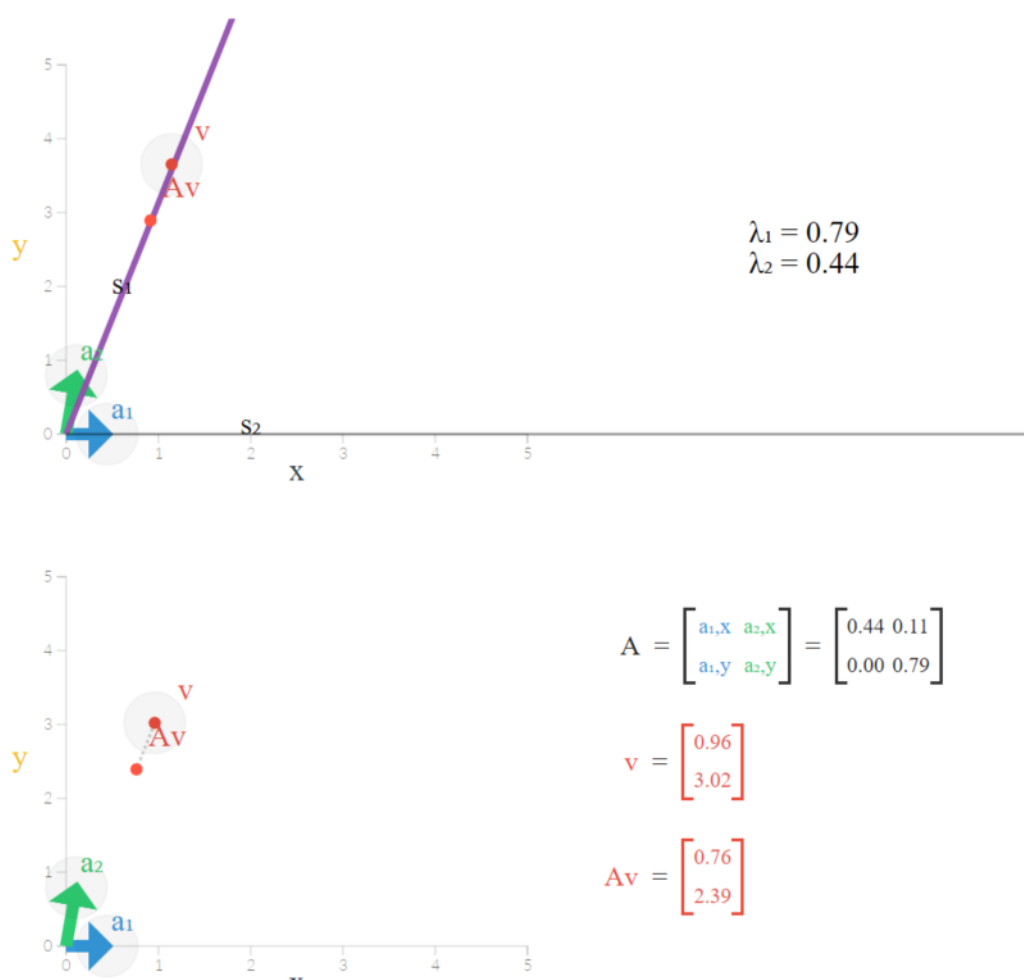 5
4
v
Av
3
y
λ₁ = 0.79
λ₂ = 0.44
2
s₁
1
a₂
a₁
s₂
0
0 1 2 3 4 5
x
5
4
A = [a₁,x a₂,x] = [0.44 0.11]
[a₁,y a₂,y] [0.00 0.79]
v
3
Av
y
v = [0.96]
[3.02]
2
1
a₂
Av = [0.76]
[2.39]
a₁
0
0 1 2 3 4 5